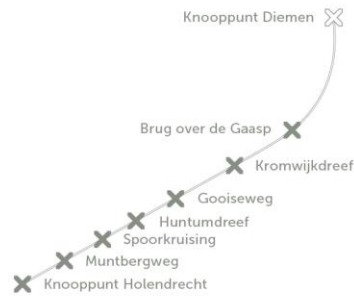 Knooppunt Diemen
Brug over de Gaasp
Kromwijkdreef
Gooiseweg
Huntumdreef
Spoorkruising
Muntbergweg
Knooppunt Holendrecht